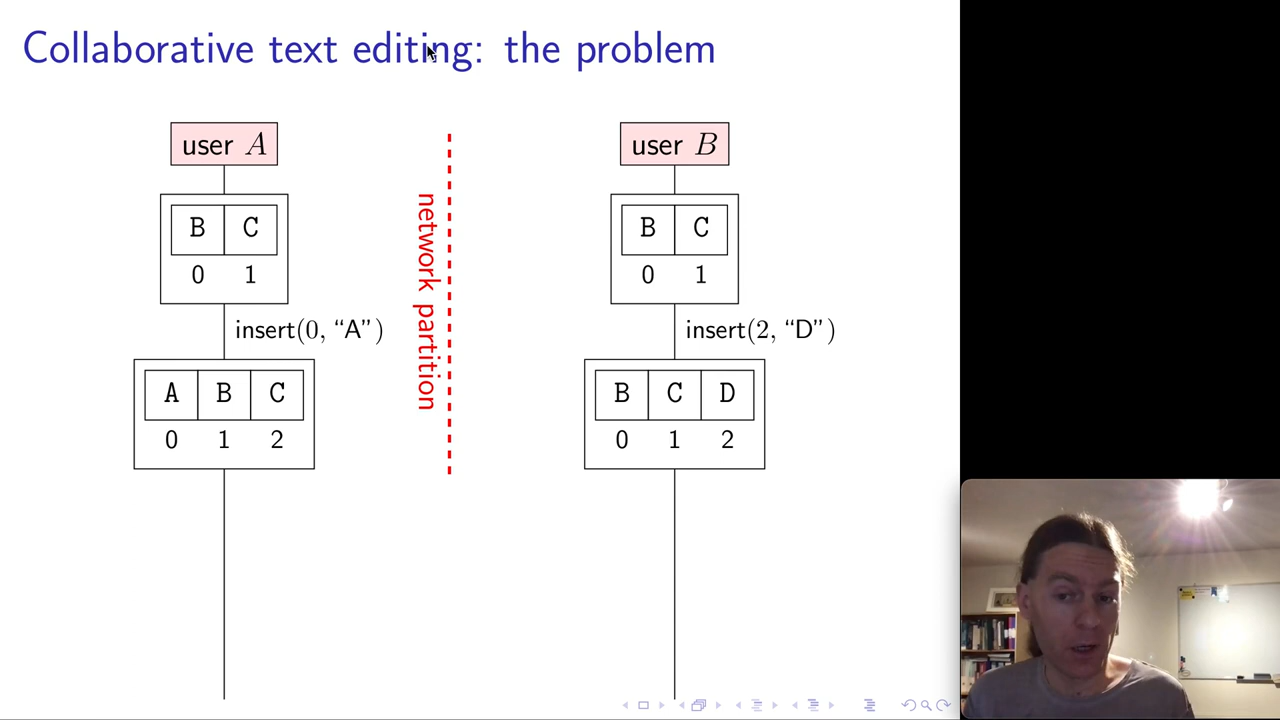 Collaborative text editing: the problem
user A
user B
network partition
B C
0 1
B C
0 1
insert(0, “A”)
insert(2, “D”)
A B C
0 1 2
B C D
0 1 2